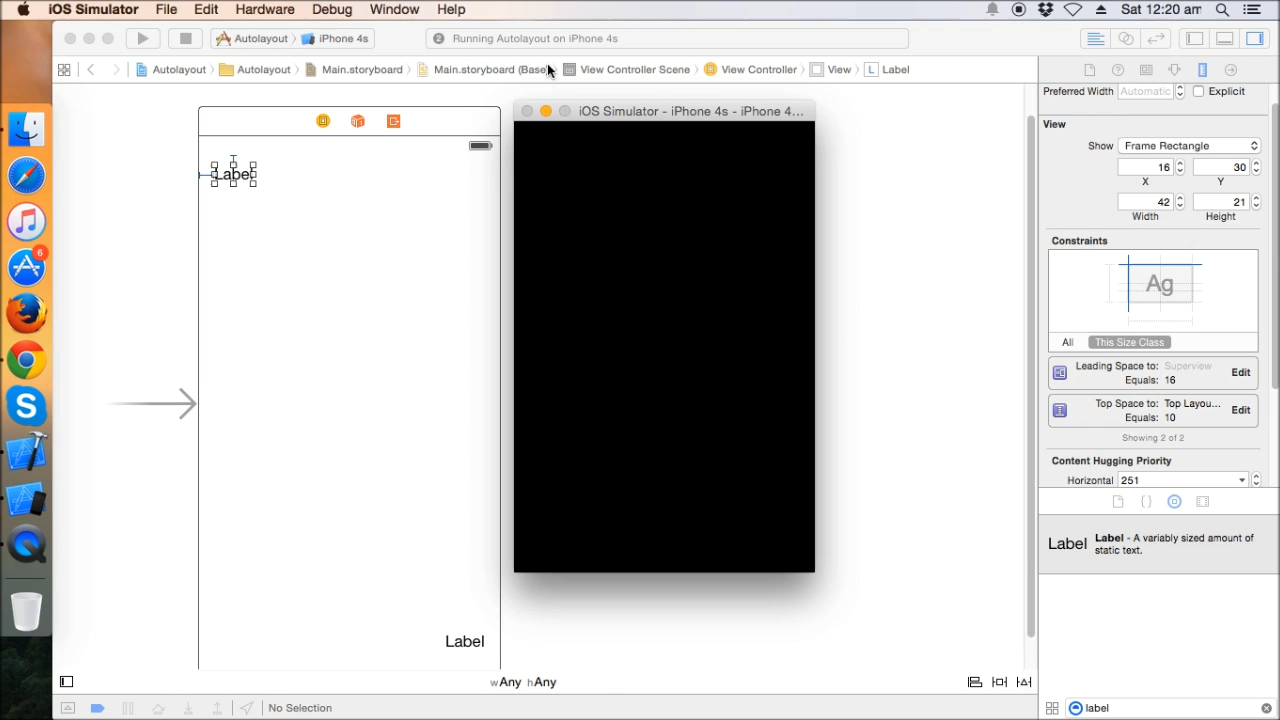 iOS Simulator File Edit Hardware Debug Window Help
Sat 12:20 am
Autolayout iPhone 4s
2 Running Autolayout on iPhone 4s
Autolayout Autolayout Main.storyboard Main.storyboard (Base) View Controller Scene View Controller View L Label
Preferred Width Automatic Explicit
iOS Simulator - iPhone 4s - iPhone 4...
View
Show Frame Rectangle
16 30
X Y
42 21
Width Height
Label
Constraints
Ag
All This Size Class
Leading Space to: Superview
Equals: 16
Edit
Top Space to: Top Layou...
Equals: 10
Edit
Showing 2 of 2
Content Hugging Priority
Horizontal 251
6
S
Label Label - A variably sized amount of
static text.
Label
wAny hAny
No Selection
label